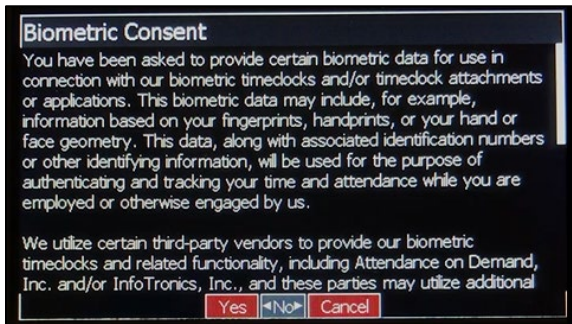 Biometric Consent
You have been asked to provide certain biometric data for use in
connection with our biometric timeclocks and/or timeclock attachments
or applications. This biometric data may include, for example,
information based on your fingerprints, handprints, or your hand or
face geometry. This data, along with associated identification numbers
or other identifying information, will be used for the purpose of
authenticating and tracking your time and attendance while you are
employed or otherwise engaged by us.
We utilize certain third-party vendors to provide our biometric
timeclocks and related functionality, including Attendance on Demand,
Inc. and/or InfoTronics, Inc., and these parties may utilize additional
Yes ◄No► Cancel